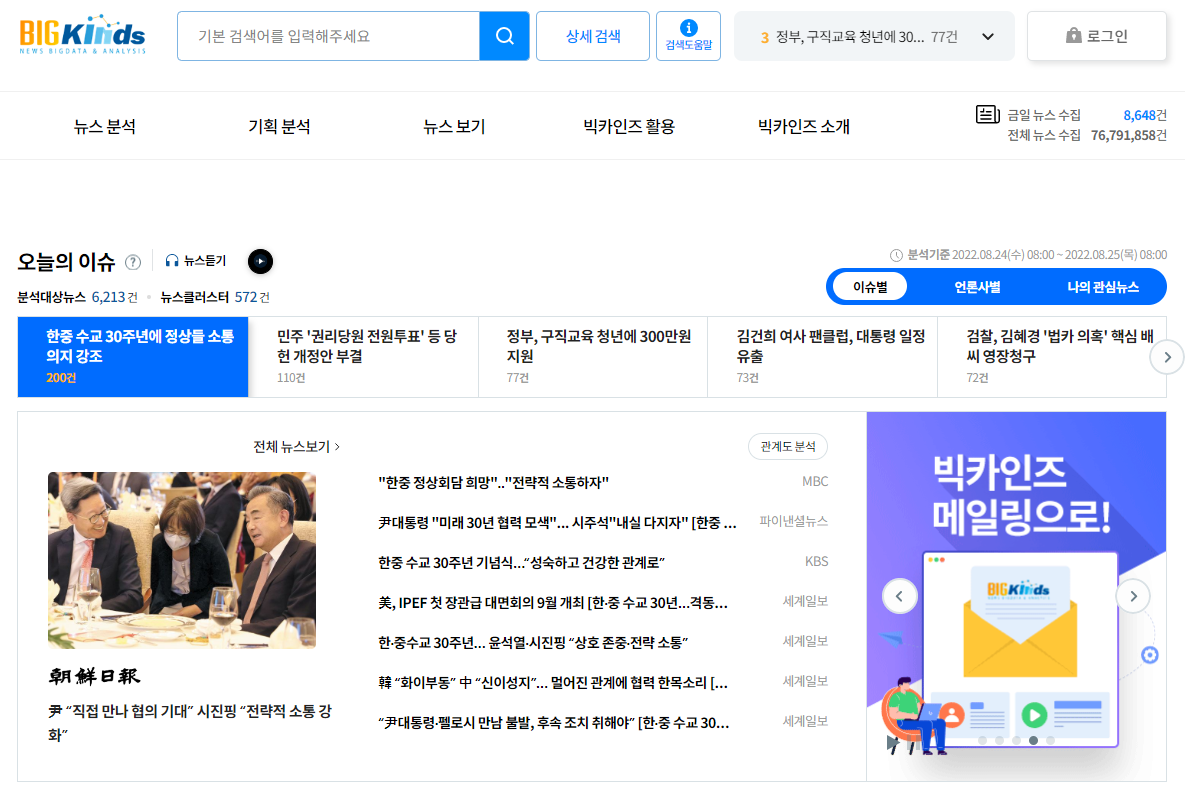 BIGKinds
NEWS BIGDATA & ANALYSIS
기본 검색어를 입력해주세요
상세 검색
검색도움말
3 정부, 구직교육 청년에 30... 77건
로그인
뉴스 분석
기획 분석
뉴스 보기
빅카인즈 활용
빅카인즈 소개
금일 뉴스 수집 8,648건
전체 뉴스 수집 76,791,858건
오늘의 이슈 ?
뉴스듣기
분석기준 2022.08.24(수) 08:00 ~ 2022.08.25(목) 08:00
분석대상뉴스 6,213 건 뉴스클러스터 572 건
이슈별
언론사별
나의 관심뉴스
한중 수교 30주년에 정상들 소통
의지 강조
200건
민주 '권리당원 전원투표' 등 당
헌 개정안 부결
110건
정부, 구직교육 청년에 300만원
지원
77건
김건희 여사 팬클럽, 대통령 일정
유출
73건
검찰, 김혜경 '법카 의혹' 핵심 배
씨 영장청구
72건
전체 뉴스보기 >
관계도 분석
朝鮮日報
尹 “직접 만나 협의 기대” 시진핑 “전략적 소통 강
화”
"한중 정상회담 희망".."전략적 소통하자" MBC
尹대통령 "미래 30년 협력 모색"... 시주석"내실 다지자" [한중 ... 파이낸셜뉴스
한중 수교 30주년 기념식...“성숙하고 건강한 관계로” KBS
美, IPEF 첫 장관급 대면회의 9월 개최 [한·중 수교 30년...격동... 세계일보
한·중수교 30주년... 윤석열·시진핑 “상호 존중·전략 소통” 세계일보
韓 “화이부동” 中 “신이성지”... 멀어진 관계에 협력 한목소리 [... 세계일보
“尹대통령·펠로시 만남 불발, 후속 조치 취해야” [한·중 수교 30... 세계일보
빅카인즈
메일링으로!
BIGKinds